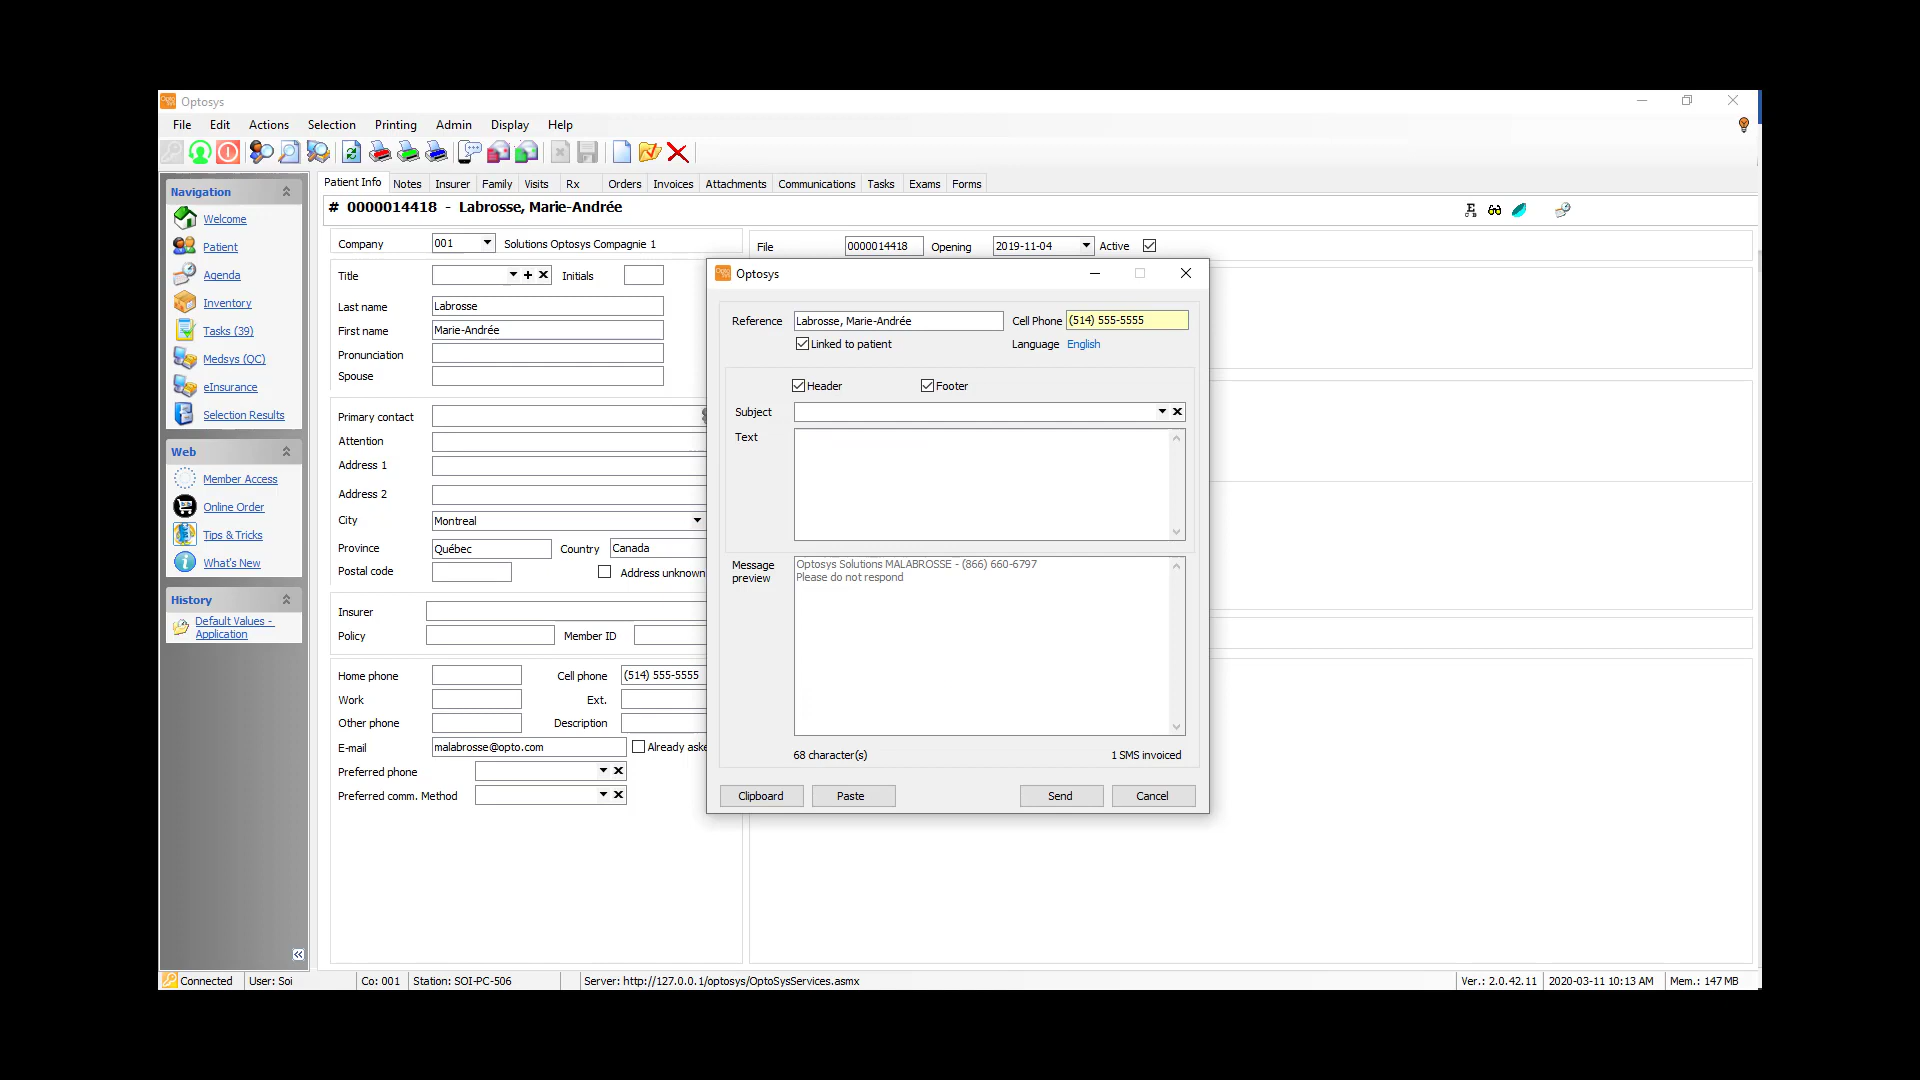 Optosys
File Edit Actions Selection Printing Admin Display Help
Navigation
Welcome
Patient
Agenda
Inventory
Tasks (39)
Medsys (QC)
eInsurance
Selection Results
Web
Member Access
Online Order
Tips & Tricks
What's New
History
Default Values -
Application
Patient Info Notes Insurer Family Visits Rx Orders Invoices Attachments Communications Tasks Exams Forms
# 0000014418 - Labrosse, Marie-Andrée
Company 001 Solutions Optosys Compagnie 1
File 0000014418 Opening 2019-11-04 Active
Title Initials
Last name Labrosse
First name Marie-Andrée
Pronunciation
Spouse
Primary contact
Attention
Address 1
Address 2
City Montreal
Province Québec Country Canada
Postal code Address unknown
Insurer
Policy Member ID
Home phone Cell phone (514) 555-5555
Work Ext.
Other phone Description
E-mail malabrosse@opto.com Already aske
Preferred phone
Preferred comm. Method
Optosys
Reference Labrosse, Marie-Andrée Cell Phone (514) 555-5555
Linked to patient Language English
Header Footer
Subject
Text
Message
preview
Optosys Solutions MALABROSSE - (866) 660-6797
Please do not respond
68 character(s) 1 SMS invoiced
Clipboard Paste Send Cancel
Connected User: Soi Co: 001 Station: SOI-PC-506 Server: http://127.0.0.1/optosys/OptoSysServices.asmx Ver.: 2.0.42.11 2020-03-11 10:13 AM Mem.: 147 MB